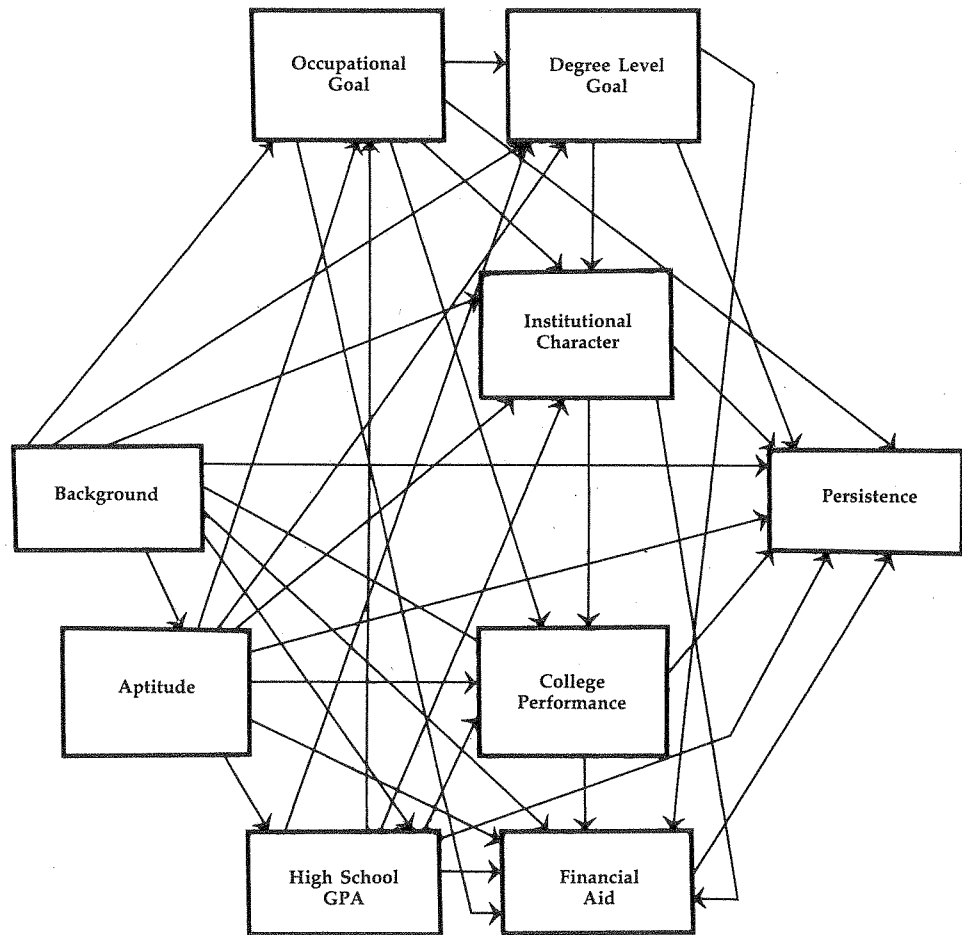 Occupational
Goal
Degree Level
Goal
Institutional
Character
Background
Persistence
Aptitude
College
Performance
High School
GPA
Financial
Aid